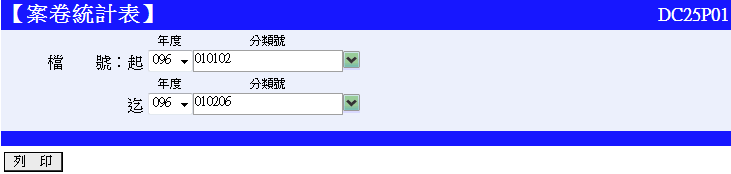 【案卷統計表】 DC25P01
年度 分類號
檔 號：起 096 010102
年度 分類號
迄 096 010206
列 印